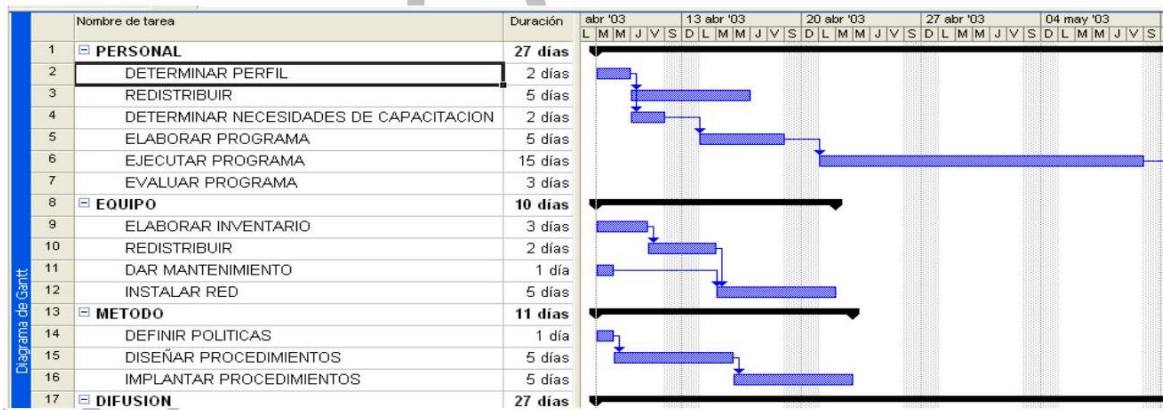 Nombre de tarea Duración abr '03 13 abr '03 20 abr '03 27 abr '03 04 may '03
L M M J V S D L M M J V S D L M M J V S D L M M J V S D L M M J V S D L M M J V S
1 PERSONAL 27 días
2 DETERMINAR PERFIL 2 días
3 REDISTRIBUIR 5 días
4 DETERMINAR NECESIDADES DE CAPACITACION 2 días
5 ELABORAR PROGRAMA 5 días
6 EJECUTAR PROGRAMA 15 días
7 EVALUAR PROGRAMA 3 días
8 EQUIPO 10 días
9 ELABORAR INVENTARIO 3 días
10 REDISTRIBUIR 2 días
11 DAR MANTENIMIENTO 1 día
12 INSTALAR RED 5 días
13 METODO 11 días
14 DEFINIR POLITICAS 1 día
15 DISEÑAR PROCEDIMIENTOS 5 días
16 IMPLANTAR PROCEDIMIENTOS 5 días
17 DIFUSION 27 días
Diagrama de Gantt